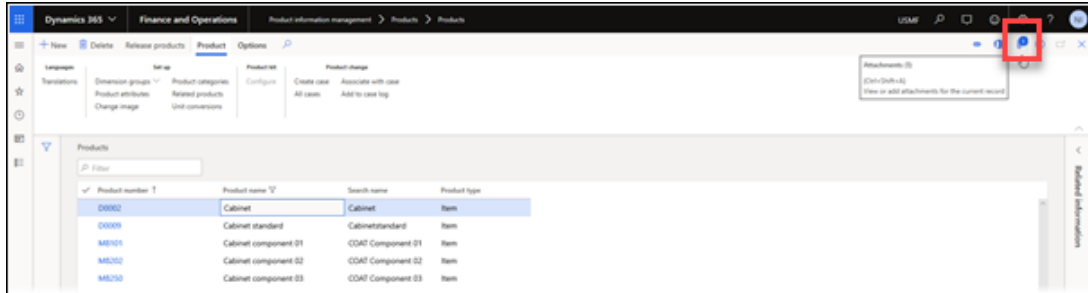 Dynamics 365 Finance and Operations Product information management > Products > Products USMF ? NI
+ New Delete Release products Product Options
Languages Set up Product kit Product change
Translations Dimension groups Product categories Configure Create case Associate with case
Product attributes Related products All cases Add to case log
Change image Unit conversions
Attachments (1)
(Ctrl+Shift+A)
View or add attachments for the current record
Products
Filter
Product number ↑ Product name Search name Product type
D0002 Cabinet Cabinet Item
D0009 Cabinet standard Cabinetstandard Item
M8101 Cabinet component 01 COAT Component 01 Item
M8202 Cabinet component 02 COAT Component 02 Item
M8250 Cabinet component 03 COAT Component 03 Item
Related information